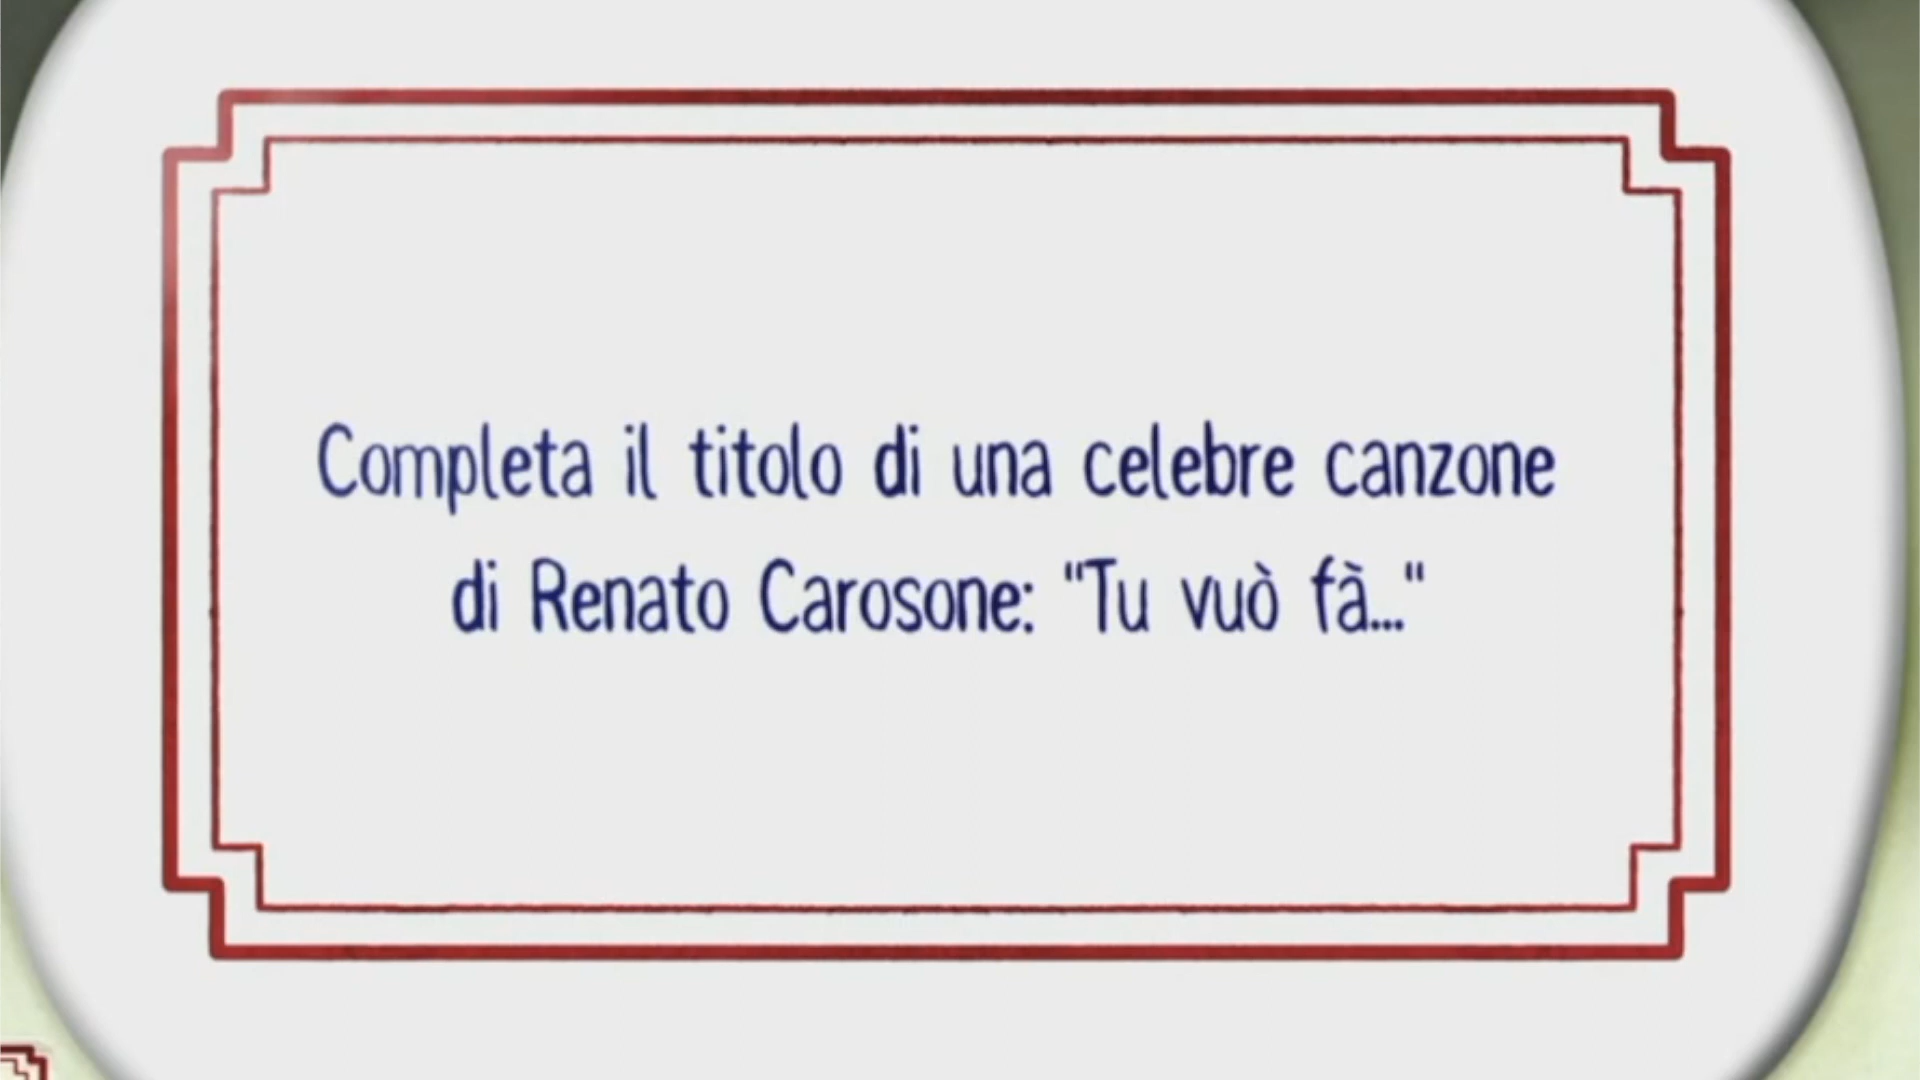 Completa il titolo di una celebre canzone
di Renato Carosone: "Tu vuò fà..."